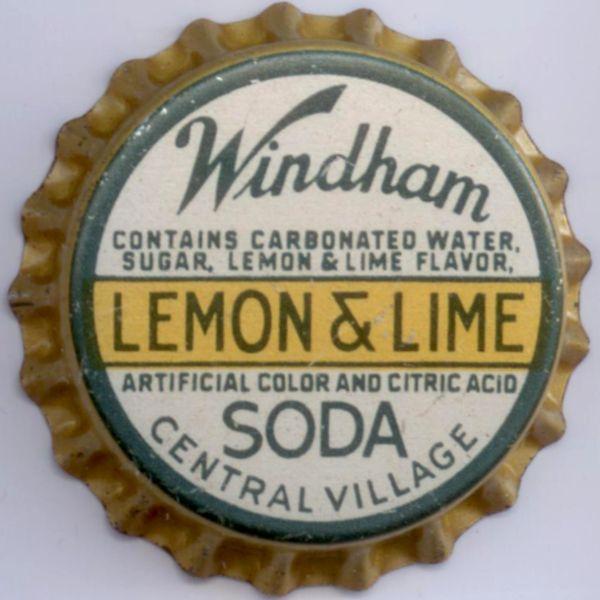 Windham
CONTAINS CARBONATED WATER,
SUGAR, LEMON & LIME FLAVOR,
LEMON & LIME
ARTIFICIAL COLOR AND CITRIC ACID
SODA
CENTRAL VILLAGE